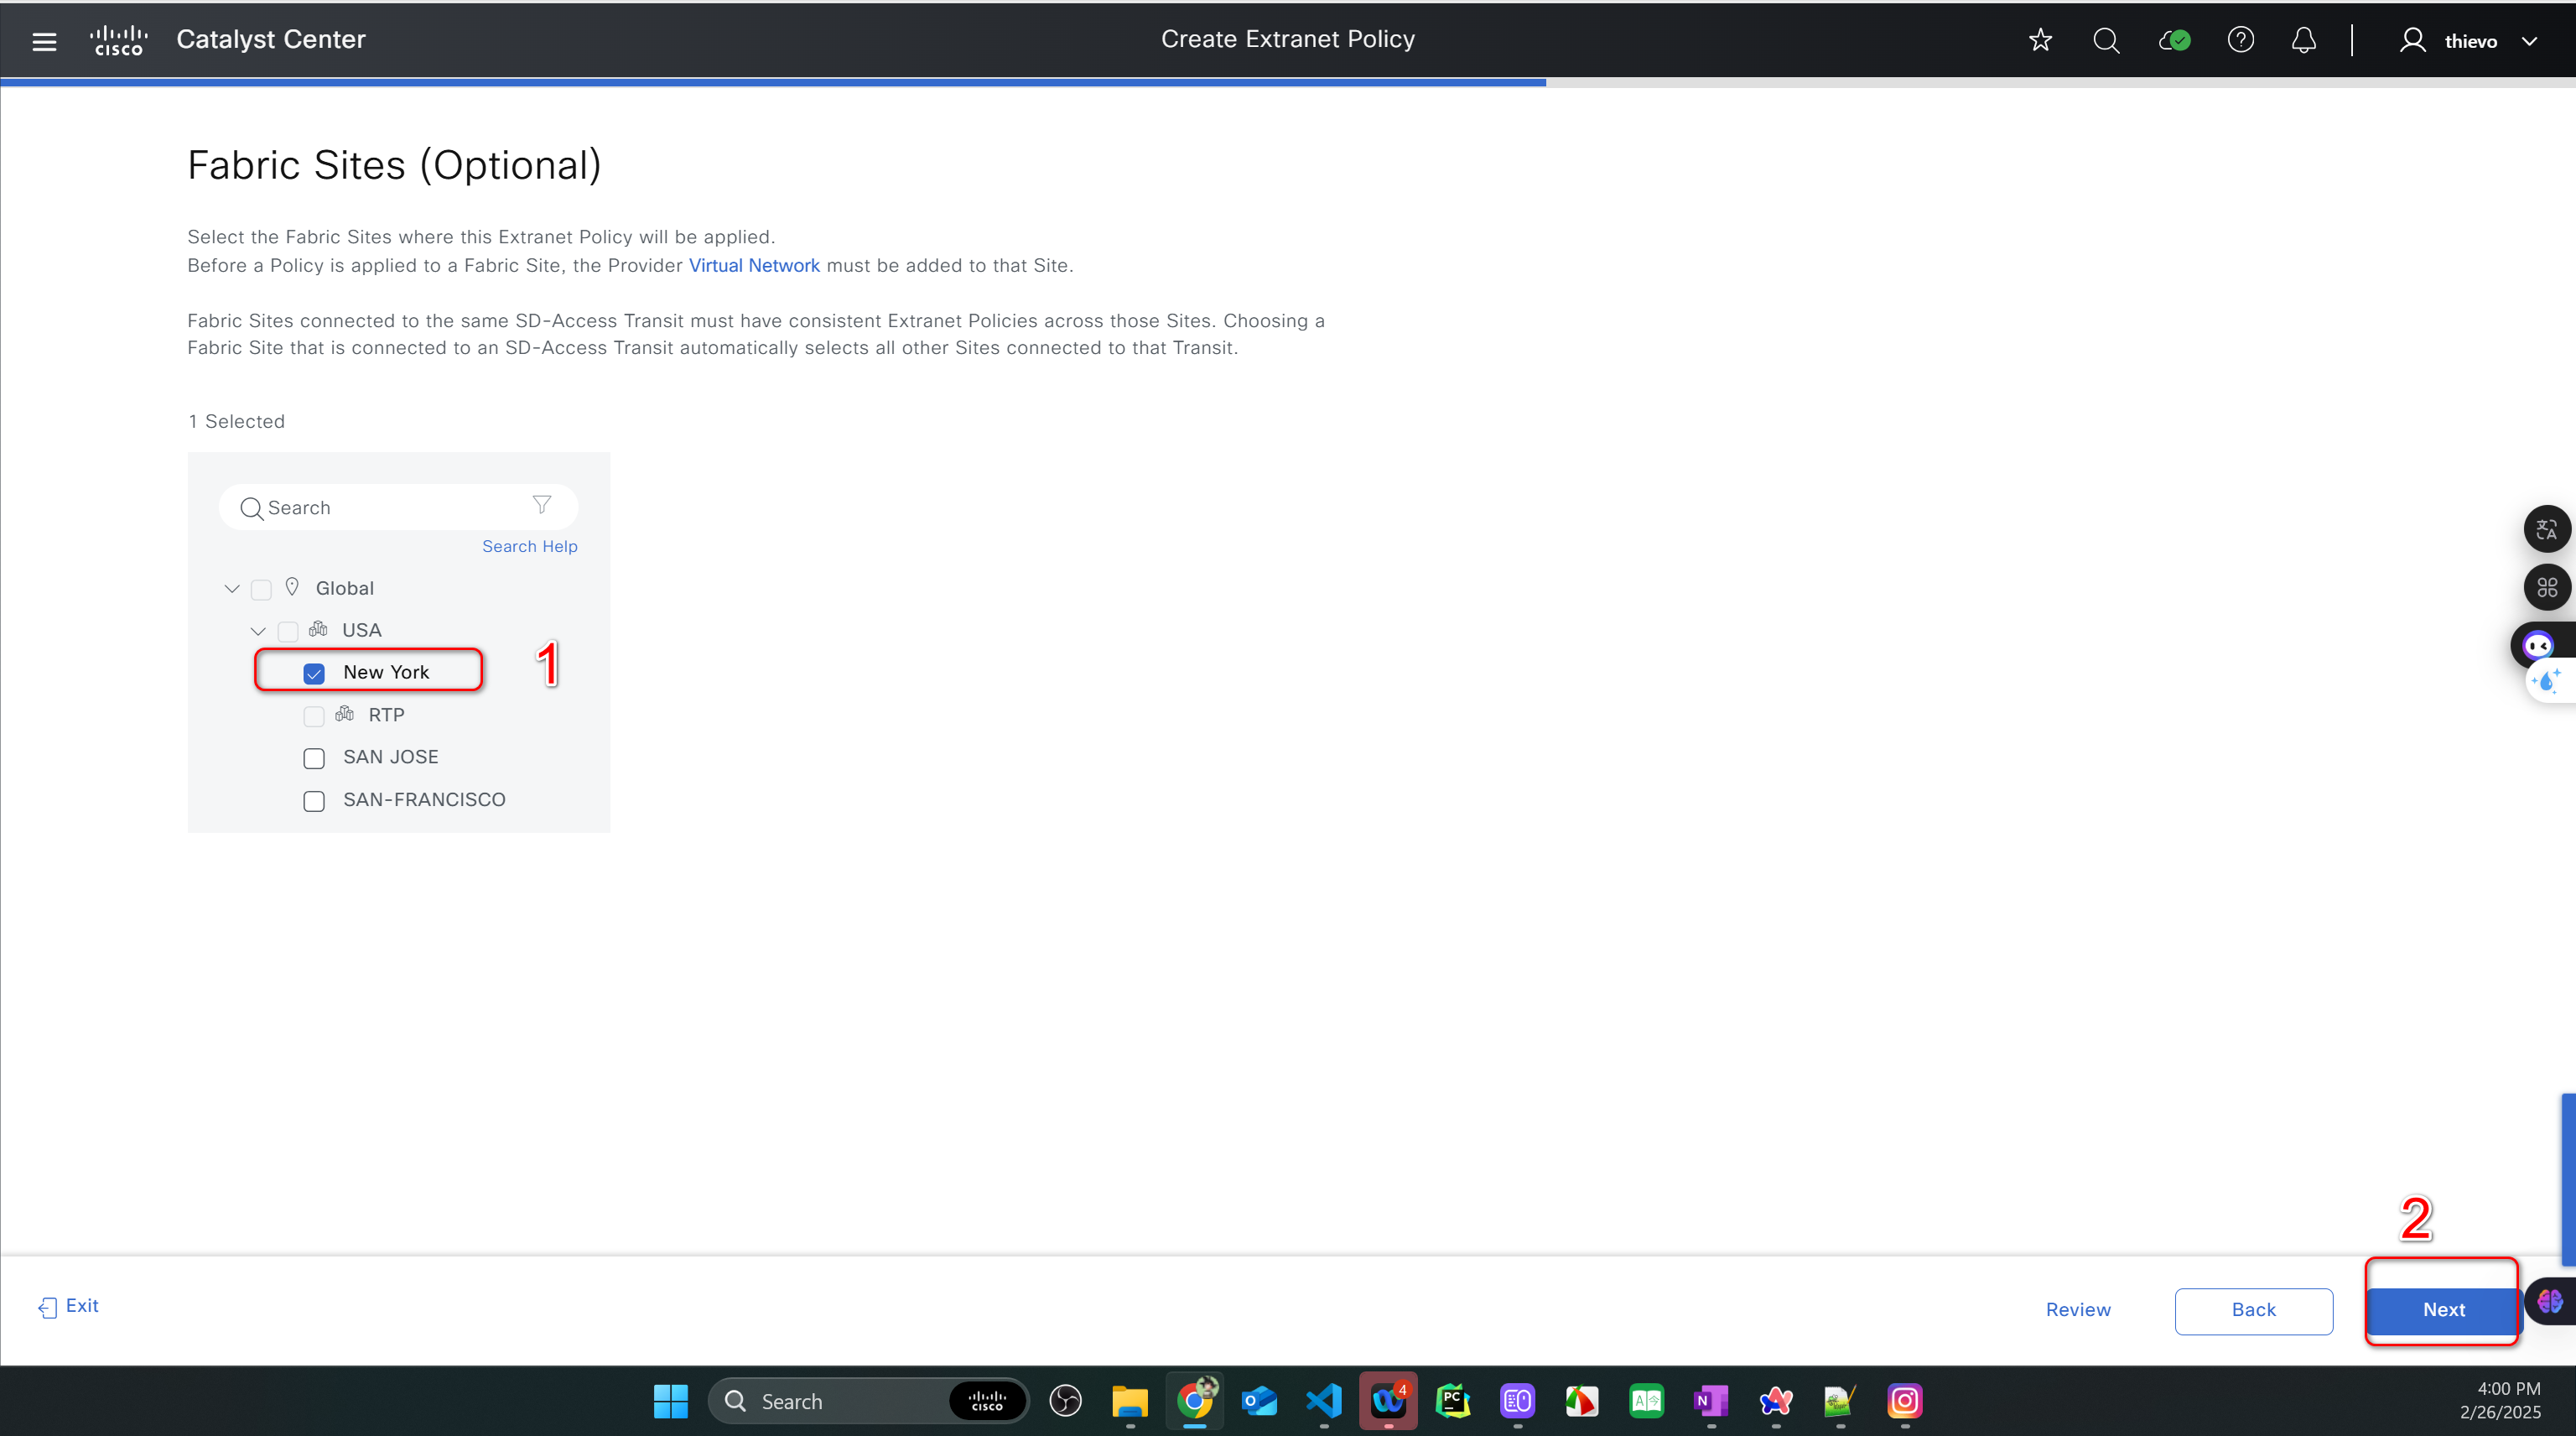 CISCO
Catalyst Center
Create Extranet Policy
thievo
Fabric Sites (Optional)
Select the Fabric Sites where this Extranet Policy will be applied.
Before a Policy is applied to a Fabric Site, the Provider Virtual Network must be added to that Site.
Fabric Sites connected to the same SD-Access Transit must have consistent Extranet Policies across those Sites. Choosing a
Fabric Site that is connected to an SD-Access Transit automatically selects all other Sites connected to that Transit.
1 Selected
Search
Search Help
Global
USA
New York
1
RTP
SAN JOSE
SAN-FRANCISCO
2
Exit
Review
Back
Next
Search
CISCO
4
PC
N
4:00 PM
2/26/2025